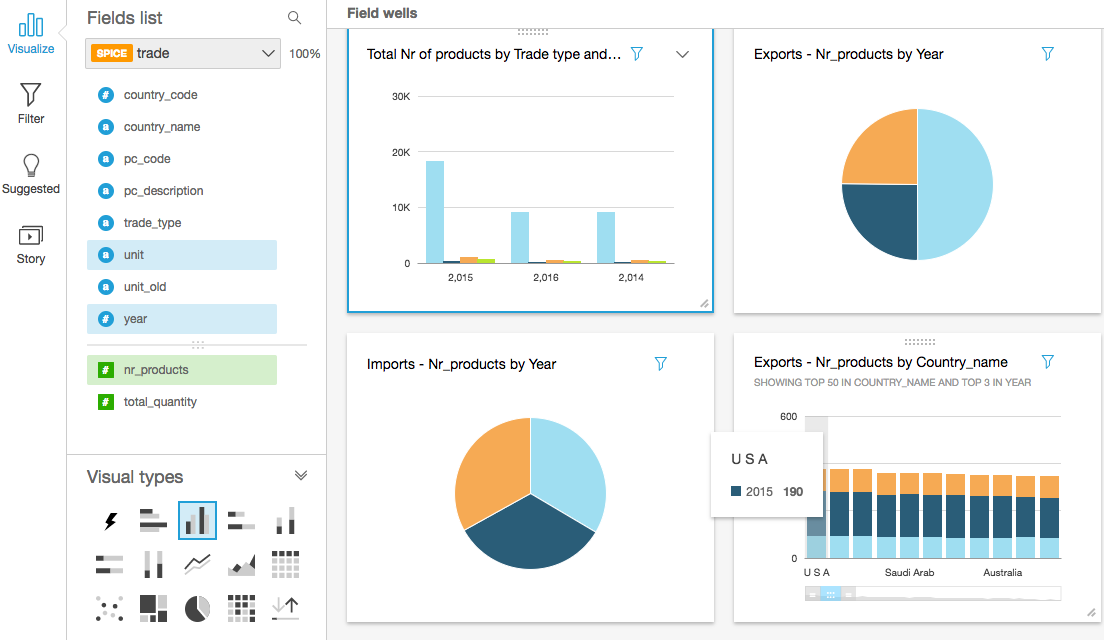 Visualize
Filter
Suggested
Story
Fields list
SPICE trade
100%
country_code
country_name
pc_code
pc_description
trade_type
unit
unit_old
year
nr_products
total_quantity
Visual types
Field wells
Total Nr of products by Trade type and...
30K
20K
10K
0
2,015 2,016 2,014
Exports - Nr_products by Year
Imports - Nr_products by Year
Exports - Nr_products by Country_name
SHOWING TOP 50 IN COUNTRY_NAME AND TOP 3 IN YEAR
600
U S A
2015 190
0
U S A Saudi Arab Australia